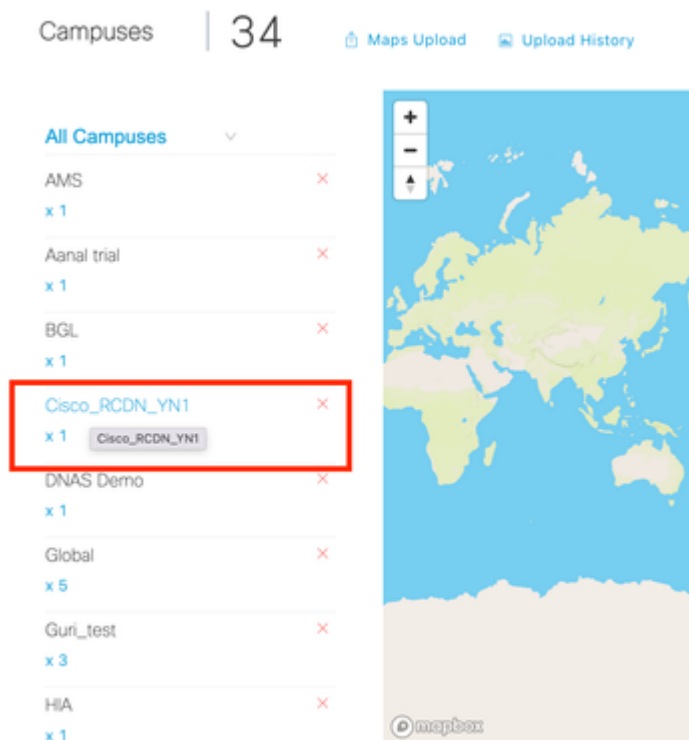 Campuses 34 Maps Upload Upload History
All Campuses
AMS
x 1
Aanal trial
x 1
BGL
x 1
Cisco_RCDN_YN1
x 1 Cisco_RCDN_YN1
DNAS Demo
x 1
Global
x 5
Guri_test
x 3
HIA
x 1
mapbox